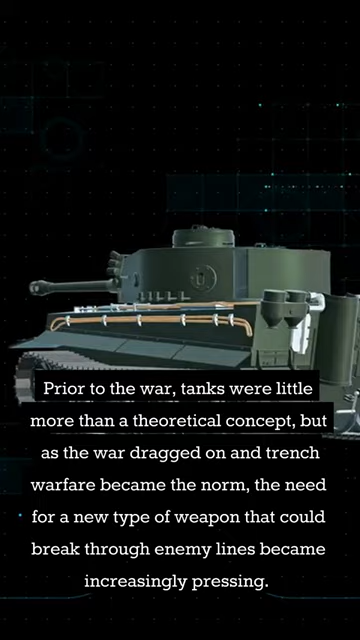 Prior to the war, tanks were little
more than a theoretical concept, but
as the war dragged on and trench
warfare became the norm, the need
for a new type of weapon that could
break through enemy lines became
increasingly pressing.